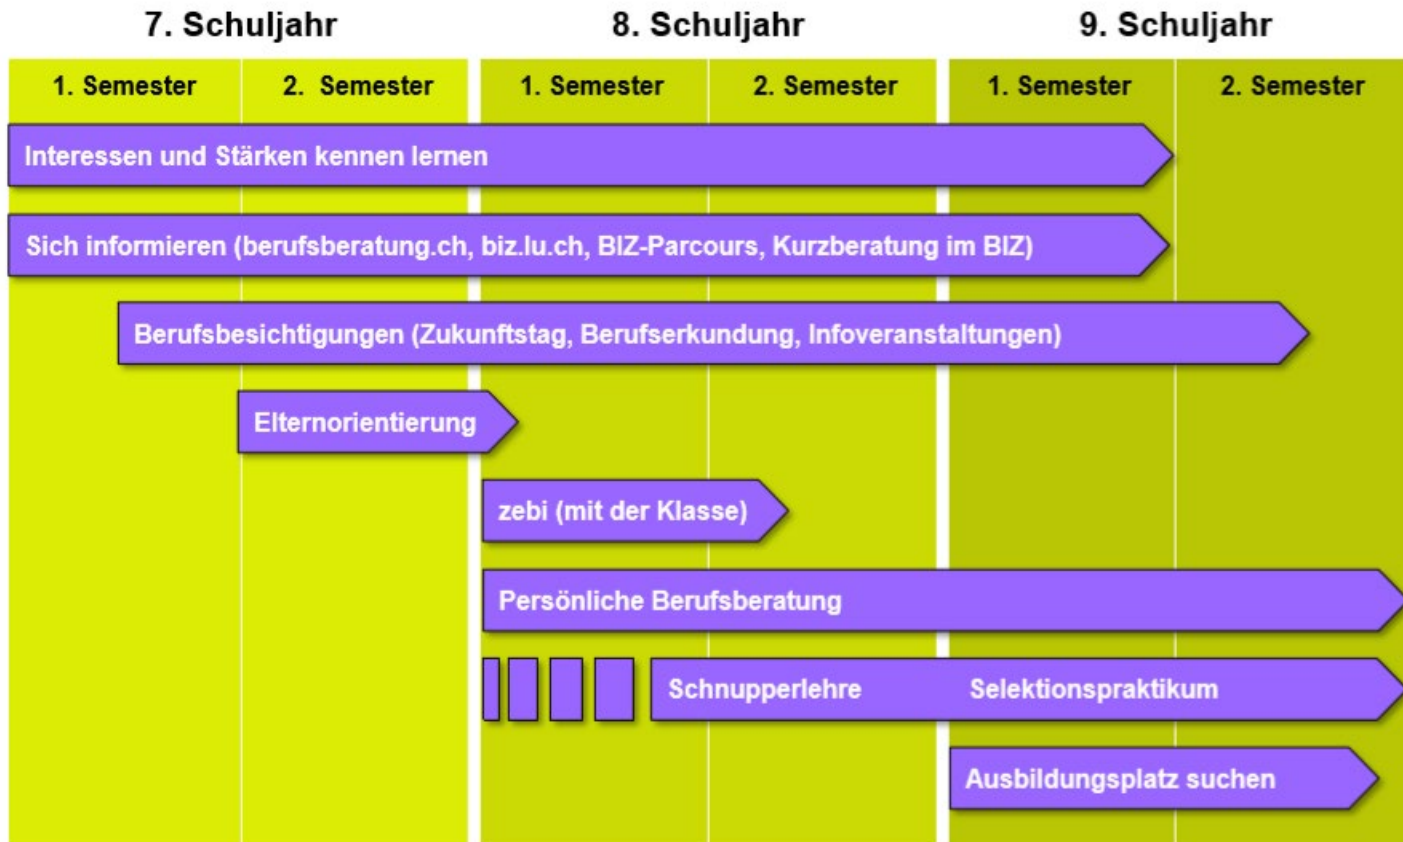 7. Schuljahr 8. Schuljahr 9. Schuljahr
1. Semester 2. Semester 1. Semester 2. Semester 1. Semester 2. Semester
Interessen und Stärken kennen lernen
Sich informieren (berufsberatung.ch, biz.lu.ch, BIZ-Parcours, Kurzberatung im BIZ)
Berufsbesichtigungen (Zukunftstag, Berufserkundung, Infoveranstaltungen)
Elternorientierung
zebi (mit der Klasse)
Persönliche Berufsberatung
Schnupperlehre Selektionspraktikum
Ausbildungsplatz suchen